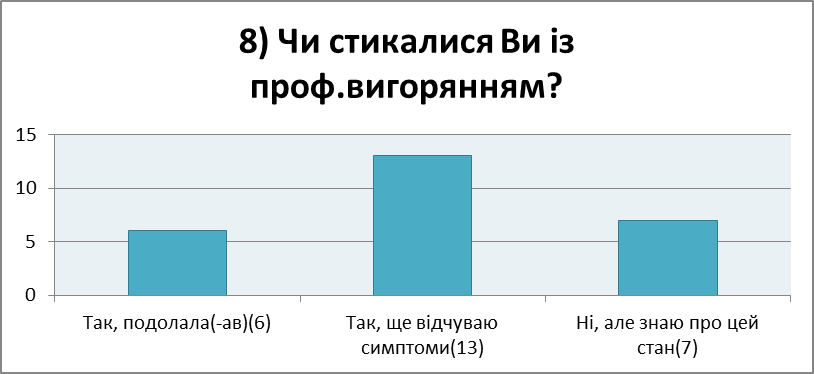 8) Чи стикалися Ви із
проф.вигорянням?
15
10
5
0
Так, подолала(-ав)(6)
Так, ще відчуваю
симптоми(13)
Ні, але знаю про цей
стан(7)